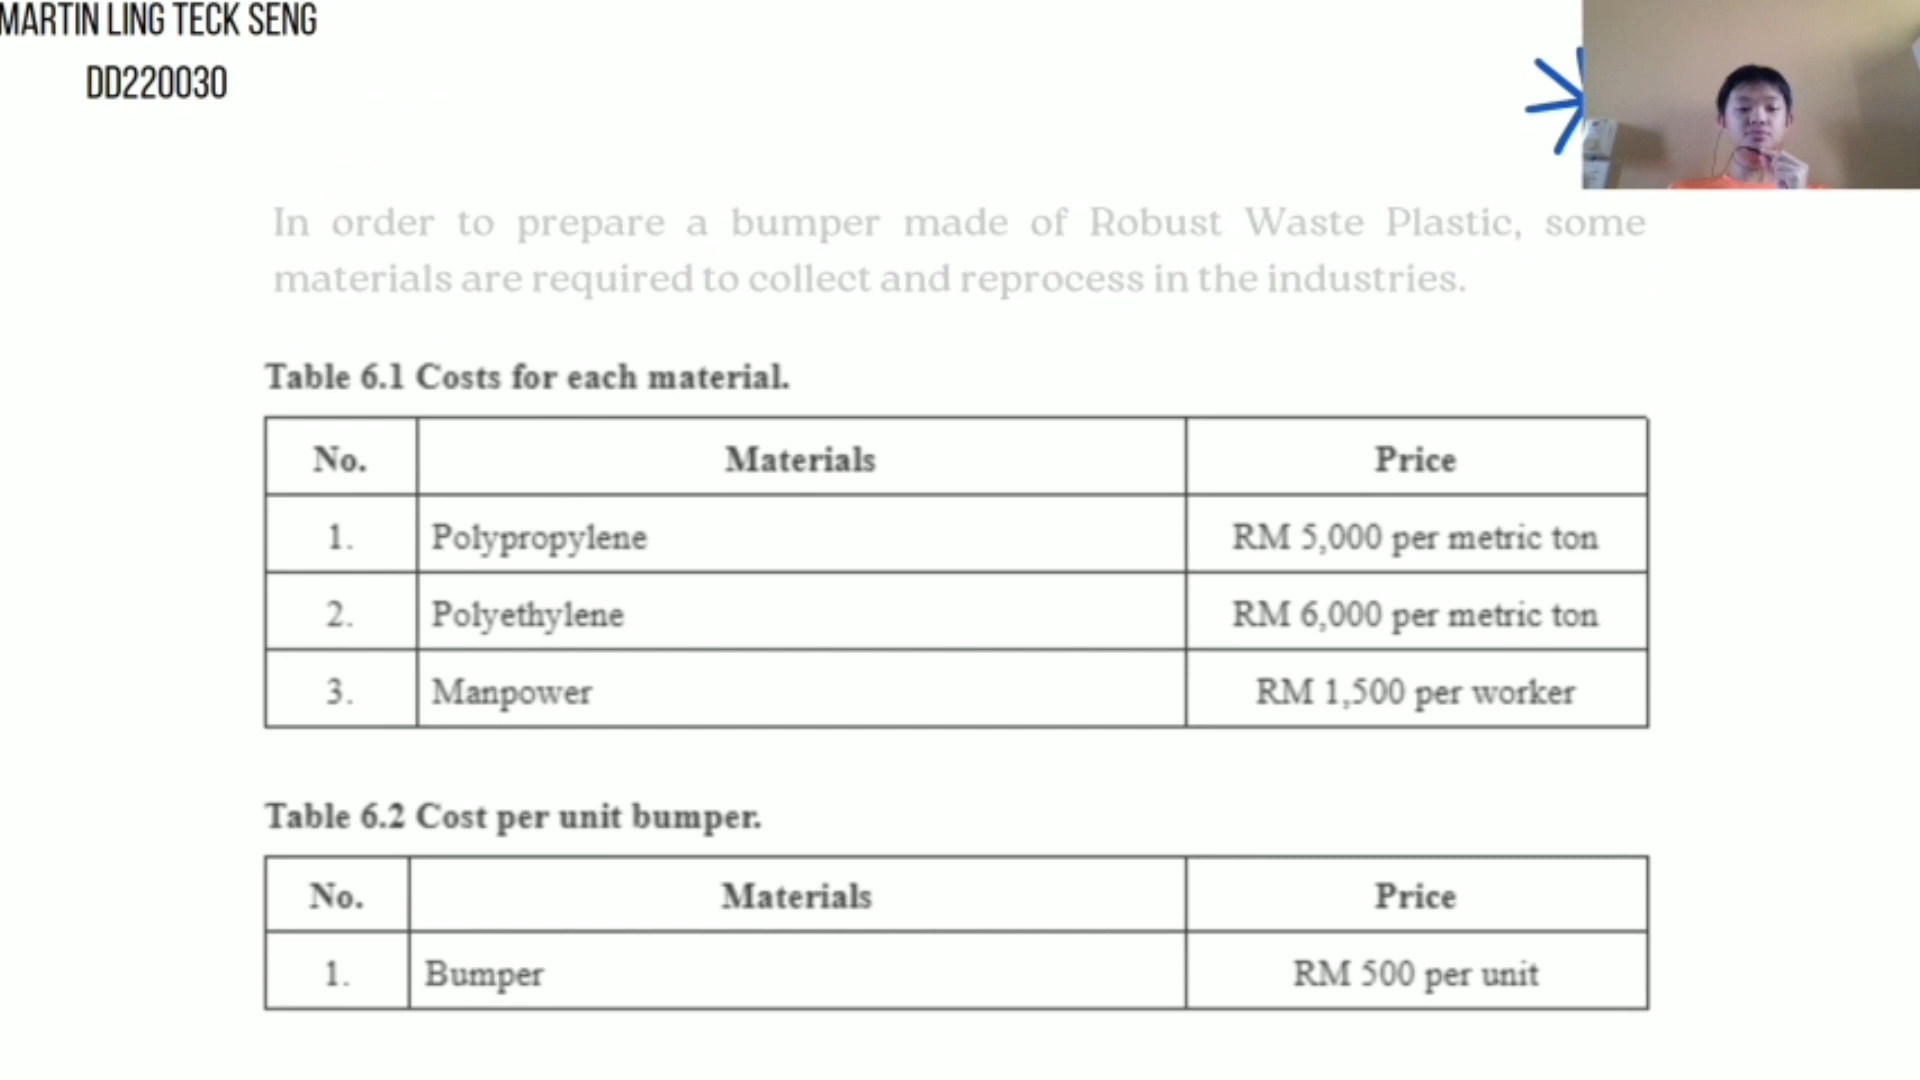 MARTIN LING TECK SENG
DD220030
In order to prepare a bumper made of Robust Waste Plastic, some
materials are required to collect and reprocess in the industries.
Table 6.1 Costs for each material.
No. Materials Price
1. Polypropylene RM 5,000 per metric ton
2. Polyethylene RM 6,000 per metric ton
3. Manpower RM 1,500 per worker
Table 6.2 Cost per unit bumper.
No. Materials Price
1. Bumper RM 500 per unit